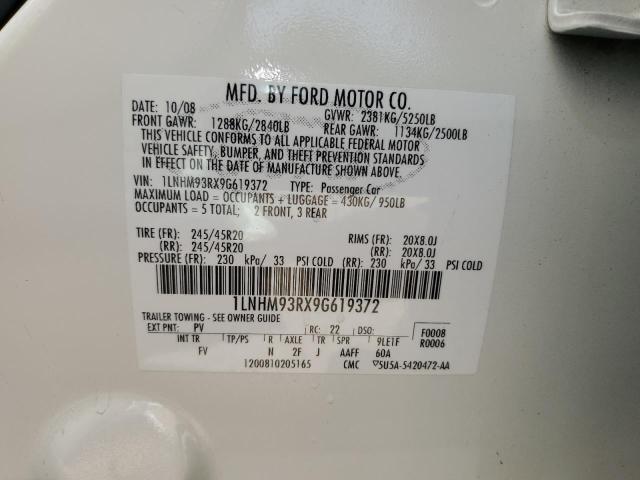 MFD. BY FORD MOTOR CO.
DATE: 10/08 GVWR: 2381KG/5250LB
FRONT GAWR: 1288KG/2840LB REAR GAWR: 1134KG/2500LB
THIS VEHICLE CONFORMS TO ALL APPLICABLE FEDERAL MOTOR
VEHICLE SAFETY, BUMPER, AND THEFT PREVENTION STANDARDS
IN EFFECT ON THE DATE OF MANUFACTURE SHOWN ABOVE.
VIN: 1LNHM93RX9G619372 TYPE: Passenger Car
MAXIMUM LOAD = OCCUPANTS + LUGGAGE = 430KG/ 950LB
OCCUPANTS = 5 TOTAL; 2 FRONT, 3 REAR
TIRE (FR): 245/45R20 RIMS (FR): 20X8.0J
(RR): 245/45R20 (RR): 20X8.0J
PRESSURE (FR): 230 kPa/ 33 PSI COLD (RR): 230 kPa/ 33 PSI COLD
1LNHM93RX9G619372
TRAILER TOWING - SEE OWNER GUIDE
EXT PNT: PV RC: 22 DSO: F0008
INT TR TP/PS R AXLE TR SPR 9LE1F R0006
FV N 2F J AAFF 60A
1200810205165 CMC ▽5U5A-5420472-AA